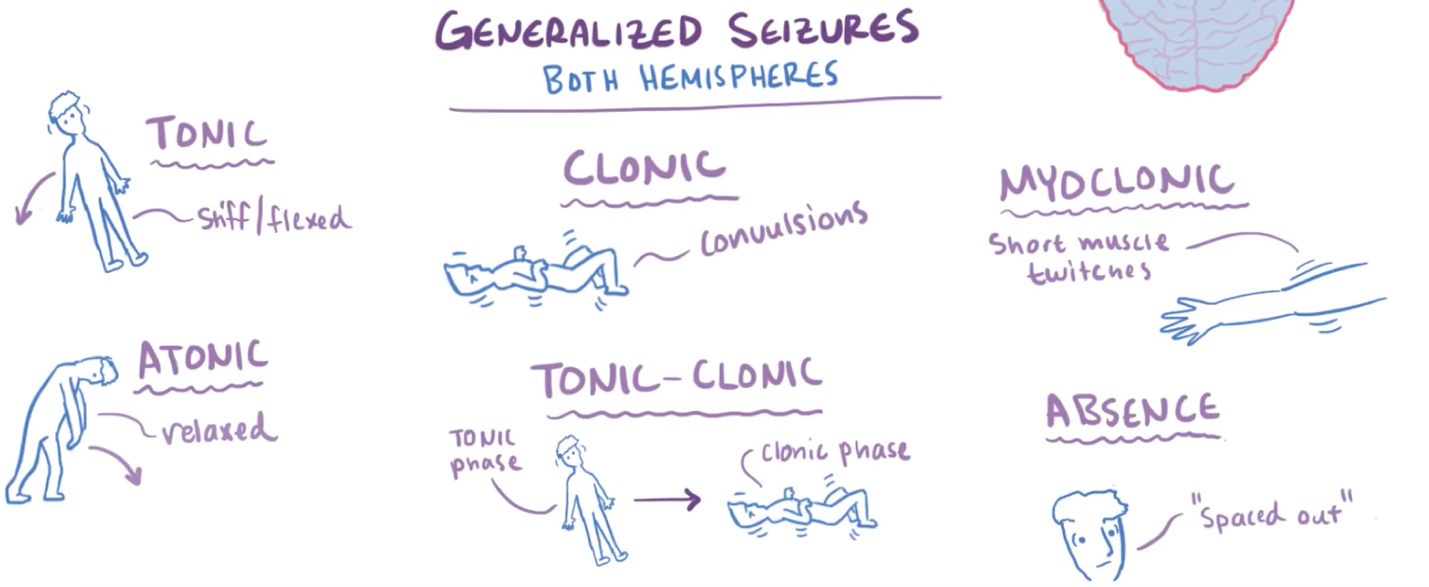 GENERALIZED SEIZURES
BOTH HEMISPHERES
TONIC
stiff/flexed
CLONIC
convulsions
MYOCLONIC
Short muscle
twitches
ATONIC
relaxed
TONIC-CLONIC
TONIC
phase
clonic phase
ABSENCE
"Spaced out"